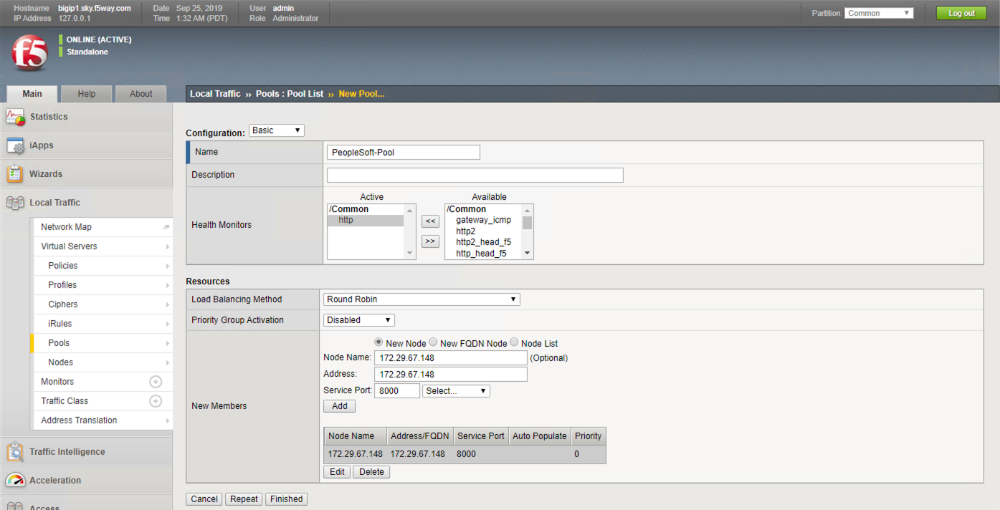 Hostname bigip1.sky.f5way.com Date Sep 25, 2019 User admin
IP Address 127.0.0.1 Time 1:32 AM (PDT) Role Administrator
Partition: Common Log out
f5
ONLINE (ACTIVE)
Standalone
Main Help About
Local Traffic ›› Pools : Pool List ›› New Pool...
Statistics
iApps
Wizards
Local Traffic
Network Map
Virtual Servers
Policies
Profiles
Ciphers
iRules
Pools
Nodes
Monitors
Traffic Class
Address Translation
Traffic Intelligence
Acceleration
Access
Configuration: Basic
Name PeopleSoft-Pool
Description
Health Monitors
Active Available
/Common /Common
http gateway_icmp
<< http2
>> http2_head_f5
http_head_f5
Resources
Load Balancing Method Round Robin
Priority Group Activation Disabled
New Members
New Node New FQDN Node Node List
Node Name: 172.29.67.148 (Optional)
Address: 172.29.67.148
Service Port: 8000 Select...
Add
Node Name Address/FQDN Service Port Auto Populate Priority
172.29.67.148 172.29.67.148 8000 0
Edit Delete
Cancel Repeat Finished